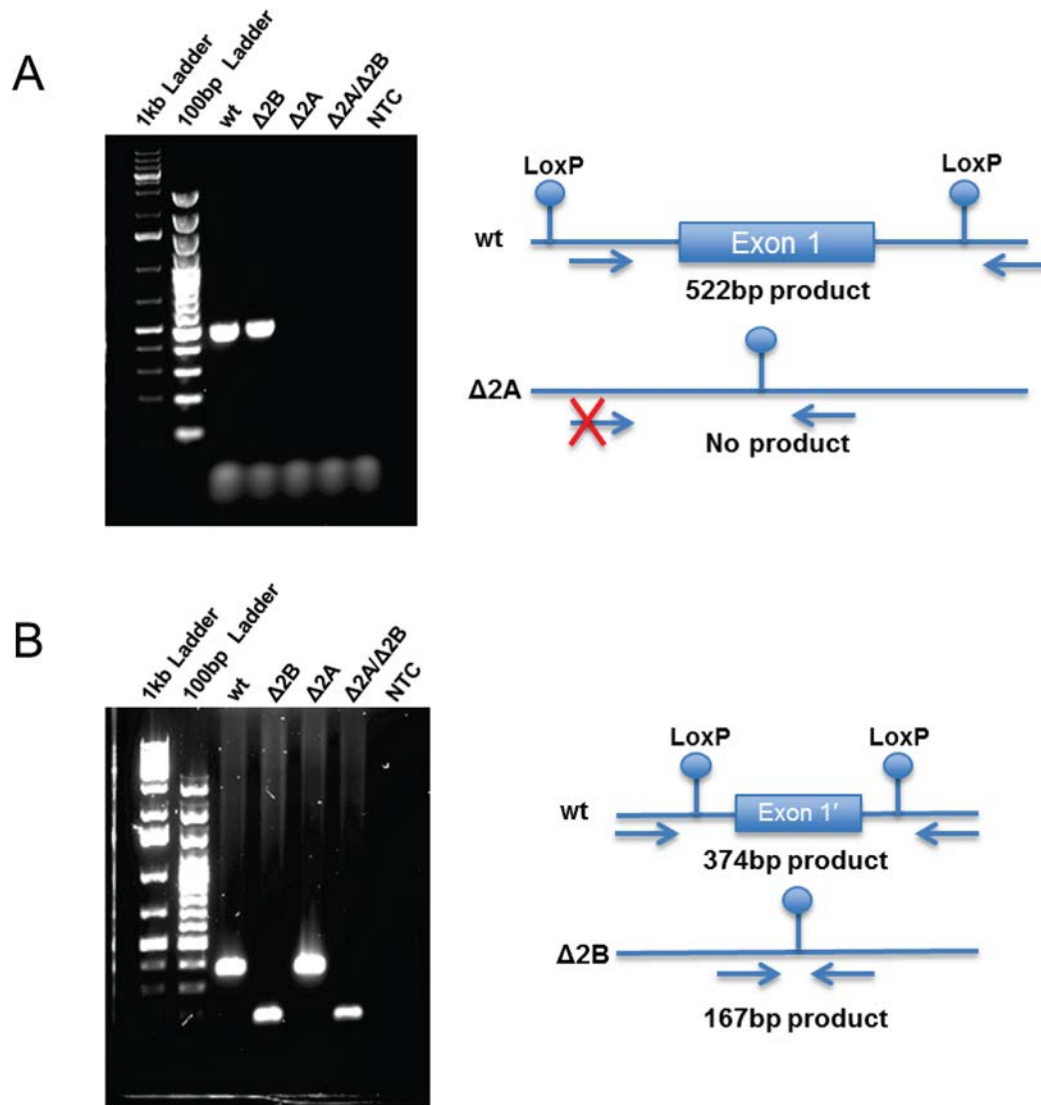 A
1kb Ladder
100bp Ladder
wt
Δ2B
Δ2A
Δ2A/Δ2B
NTC
LoxP
LoxP
wt
Exon 1
522bp product
Δ2A
No product
B
1kb Ladder
100bp Ladder
wt
Δ2B
Δ2A
Δ2A/Δ2B
NTC
LoxP
LoxP
wt
Exon 1′
374bp product
Δ2B
167bp product